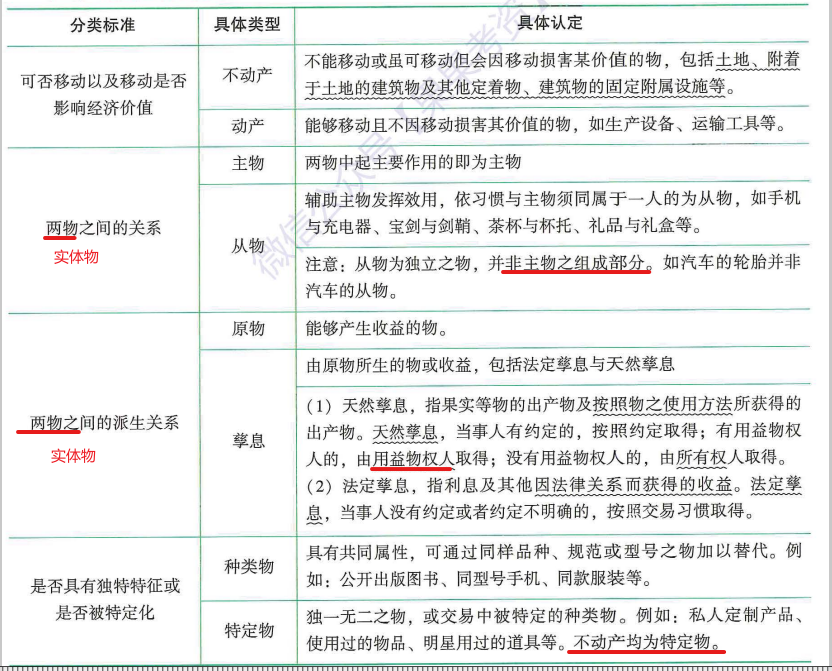 分类标准 具体类型 具体认定
可否移动以及移动是否
影响经济价值
不动产
不能移动或虽可移动但会因移动损害某价值的物，包括土地、附着
于土地的建筑物及其他定着物、建筑物的固定附属设施等。
动产
能够移动且不因移动损害其价值的物，如生产设备、运输工具等。
两物之间的关系
实体物
主物
两物中起主要作用的即为主物
从物
辅助主物发挥效用，依习惯与主物须同属于一人的为从物，如手机
与充电器、宝剑与剑鞘、茶杯与杯托、礼品与礼盒等。
注意：从物为独立之物，并非主物之组成部分。如汽车的轮胎并非
汽车的从物。
两物之间的派生关系
实体物
原物
能够产生收益的物。
孳息
由原物所生的物或收益，包括法定孳息与天然孳息
（1）天然孳息，指果实等物的出产物及按照物之使用方法所获得的
出产物。天然孳息，当事人有约定的，按照约定取得；有用益物权
人的，由用益物权人取得；没有用益物权人的，由所有权人取得。
（2）法定孳息，指利息及其他因法律关系而获得的收益。法定孳
息，当事人没有约定或者约定不明确的，按照交易习惯取得。
是否具有独特特征或
是否被特定化
种类物
具有共同属性，可通过同样品种、规范或型号之物加以替代。例
如：公开出版图书、同型号手机、同款服装等。
特定物
独一无二之物，或交易中被特定的种类物。例如：私人定制产品、
使用过的物品、明星用过的道具等。不动产均为特定物。